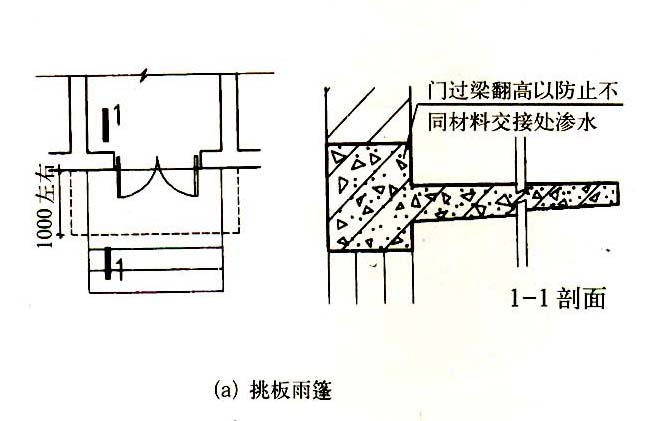 1
1000左右
1
门过梁翻高以防止不
同材料交接处渗水
1-1 剖面
(a) 挑板雨篷